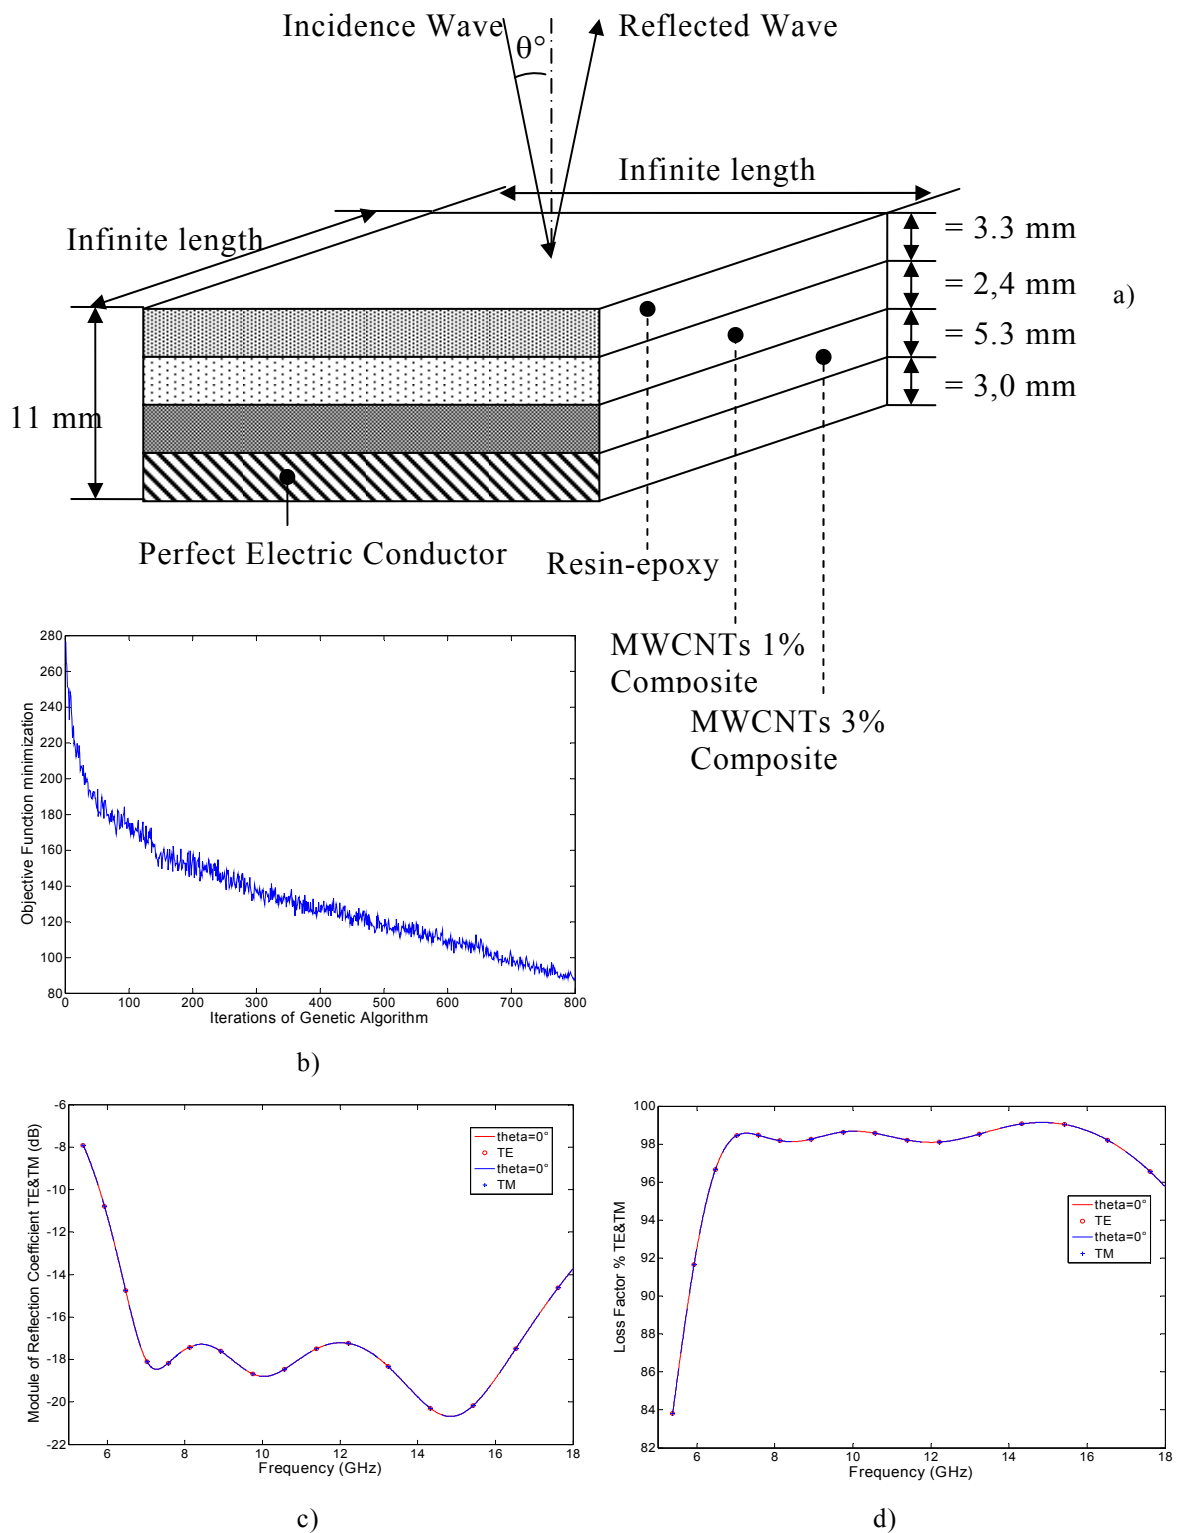 Incidence Wave
Reflected Wave
θ°
Infinite length
Infinite length
= 3.3 mm
= 2,4 mm
= 5.3 mm
= 3,0 mm
a)
11 mm
Perfect Electric Conductor
Resin-epoxy
MWCNTs 1%
Composite
MWCNTs 3%
Composite
280
260
240
220
200
180
160
140
120
100
80
0 100 200 300 400 500 600 700 800
Objective Function minimization
Iterations of Genetic Algorithm
b)
-6
-8
-10
-12
-14
-16
-18
-20
-22
6 8 10 12 14 16 18
Module of Reflection Coefficient TE&TM (dB)
Frequency (GHz)
theta=0°
TE
theta=0°
TM
c)
100
98
96
94
92
90
88
86
84
82
6 8 10 12 14 16 18
Loss Factor % TE&TM
Frequency (GHz)
theta=0°
TE
theta=0°
TM
d)